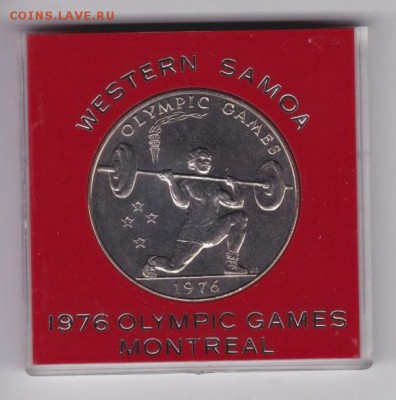 COINS.LAVE.RU
WESTERN SAMOA
OLYMPIC GAMES
1976
1976 OLYMPIC GAMES
MONTREAL